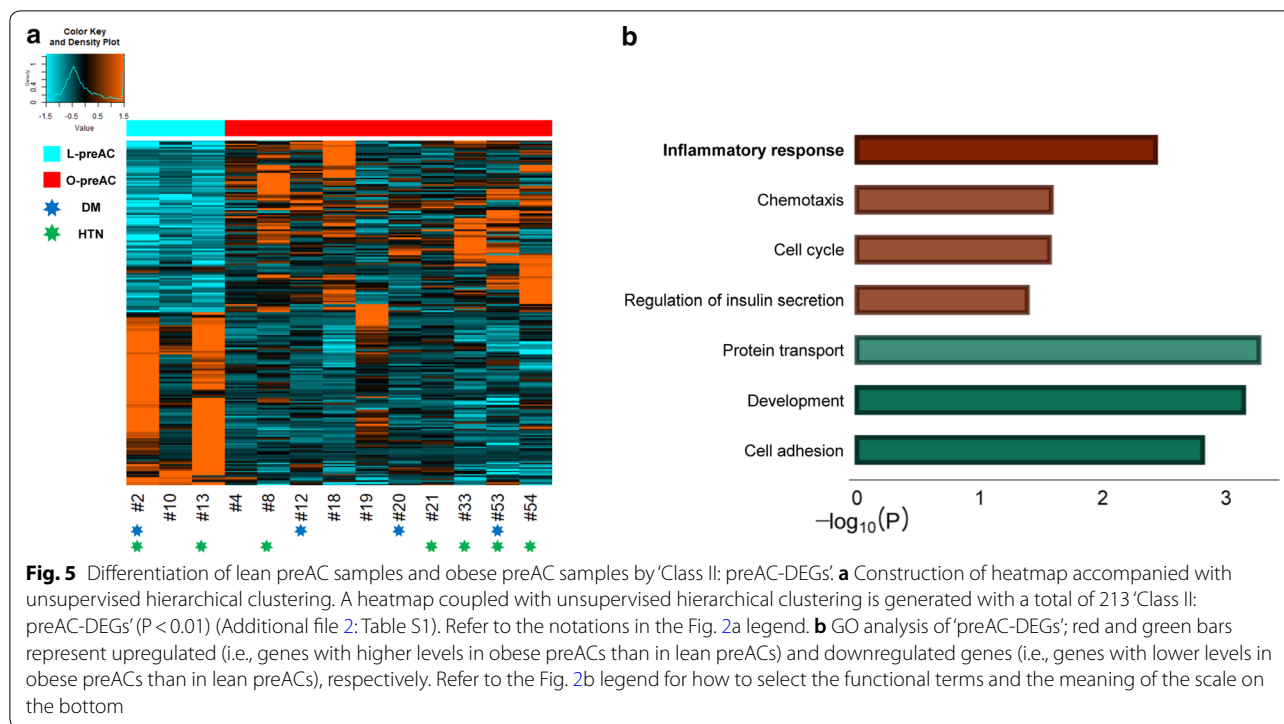 a
Color Key
and Density Plot
Density
0 0.4 1
-1.5 -0.5 0.5 1.5
Value
L-preAC
O-preAC
DM
HTN
#2 #10 #13 #4 #8 #12 #18 #19 #20 #21 #33 #53 #54
b
Inflammatory response
Chemotaxis
Cell cycle
Regulation of insulin secretion
Protein transport
Development
Cell adhesion
0 1 2 3
−log10(P)
Fig. 5 Differentiation of lean preAC samples and obese preAC samples by ‘Class II: preAC-DEGs’. a Construction of heatmap accompanied with
unsupervised hierarchical clustering. A heatmap coupled with unsupervised hierarchical clustering is generated with a total of 213 ‘Class II:
preAC-DEGs’ (P < 0.01) (Additional file 2: Table S1). Refer to the notations in the Fig. 2a legend. b GO analysis of ‘preAC-DEGs’; red and green bars
represent upregulated (i.e., genes with higher levels in obese preACs than in lean preACs) and downregulated genes (i.e., genes with lower levels in
obese preACs than in lean preACs), respectively. Refer to the Fig. 2b legend for how to select the functional terms and the meaning of the scale on
the bottom